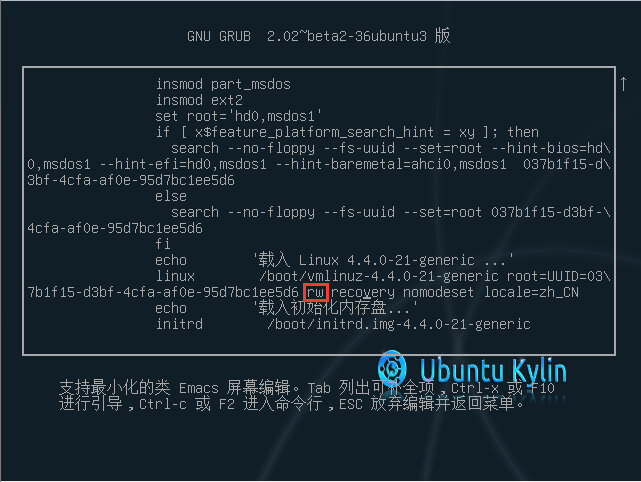 GNU GRUB  2.02~beta2-36ubuntu3 版
insmod part_msdos
insmod ext2
set root='hd0,msdos1'
if [ x$feature_platform_search_hint = xy ]; then
search --no-floppy --fs-uuid --set=root --hint-bios=hd\
0,msdos1 --hint-efi=hd0,msdos1 --hint-baremetal=ahci0,msdos1  037b1f15-d\
3bf-4cfa-af0e-95d7bc1ee5d6
else
search --no-floppy --fs-uuid --set=root 037b1f15-d3bf-\
4cfa-af0e-95d7bc1ee5d6
fi
echo        '载入 Linux 4.4.0-21-generic ...'
linux        /boot/vmlinuz-4.4.0-21-generic root=UUID=03\
7b1f15-d3bf-4cfa-af0e-95d7bc1ee5d6 rw recovery nomodeset locale=zh_CN
echo        '载入初始化内存盘...'
initrd        /boot/initrd.img-4.4.0-21-generic
Ubuntu Kylin
支持最小化的类 Emacs 屏幕编辑。Tab 列出可补全项,Ctrl-x 或 F10
进行引导,Ctrl-c 或 F2 进入命令行,ESC 放弃编辑并返回菜单。